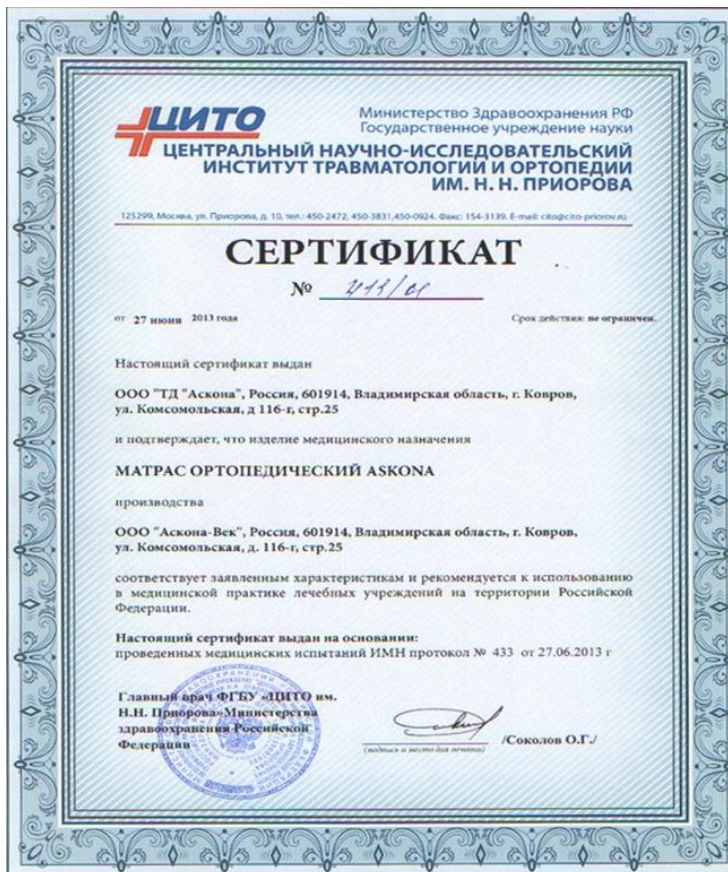 ЦИТО
Министерство Здравоохранения РФ
Государственное учреждение науки
ЦЕНТРАЛЬНЫЙ НАУЧНО-ИССЛЕДОВАТЕЛЬСКИЙ
ИНСТИТУТ ТРАВМАТОЛОГИИ И ОРТОПЕДИИ
ИМ. Н. Н. ПРИОРОВА
125299, Москва, ул. Приорова, д. 10, тел.: 450-2472, 450-3831,450-0924. Факс: 154-3139. E-mail: cito@cito-priorov.ru
СЕРТИФИКАТ
№
от 27 июня 2013 года
Срок действия: не ограничен.
Настоящий сертификат выдан
ООО "ТД "Аскона", Россия, 601914, Владимирская область, г. Ковров,
ул. Комсомольская, д 116-г, стр.25
и подтверждает, что изделие медицинского назначения
МАТРАС ОРТОПЕДИЧЕСКИЙ ASKONA
производства
ООО "Аскона-Век", Россия, 601914, Владимирская область, г. Ковров,
ул. Комсомольская, д. 116-г, стр.25
соответствует заявленным характеристикам и рекомендуется к использованию
в медицинской практике лечебных учреждений на территории Российской
Федерации.
Настоящий сертификат выдан на основании:
проведенных медицинских испытаний ИМН протокол № 433 от 27.06.2013 г
Главный врач ФГБУ «ЦИТО им.
Н.Н. Приорова»Министерства
здравоохранения Российской
Федерации
(подпись и место для печати)
/Соколов О.Г./